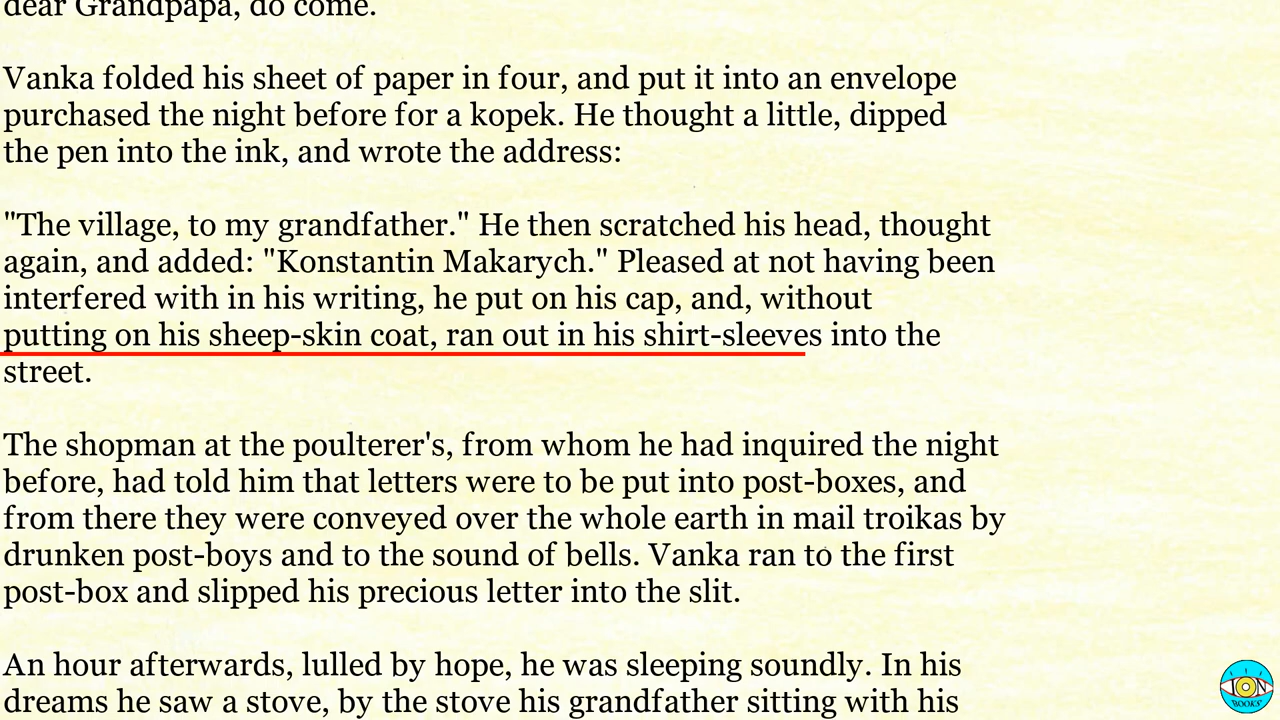 dear Grandpapa, do come.
Vanka folded his sheet of paper in four, and put it into an envelope
purchased the night before for a kopek. He thought a little, dipped
the pen into the ink, and wrote the address:
"The village, to my grandfather." He then scratched his head, thought
again, and added: "Konstantin Makarych." Pleased at not having been
interfered with in his writing, he put on his cap, and, without
putting on his sheep-skin coat, ran out in his shirt-sleeves into the
street.
The shopman at the poulterer's, from whom he had inquired the night
before, had told him that letters were to be put into post-boxes, and
from there they were conveyed over the whole earth in mail troikas by
drunken post-boys and to the sound of bells. Vanka ran to the first
post-box and slipped his precious letter into the slit.
An hour afterwards, lulled by hope, he was sleeping soundly. In his
dreams he saw a stove, by the stove his grandfather sitting with his
ION
BOOKS